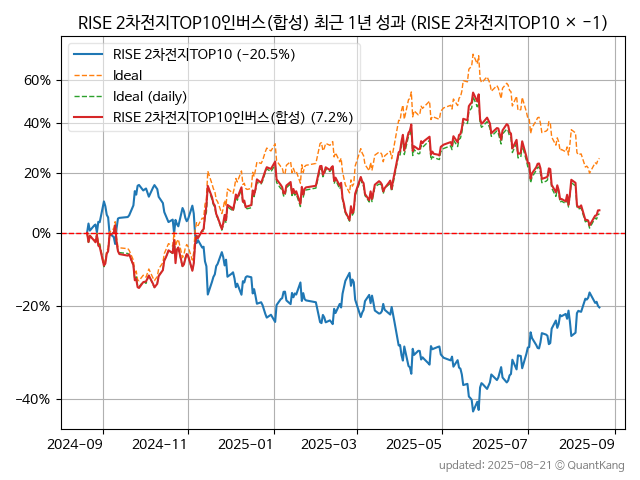 RISE 2차전지TOP10인버스(합성) 최근 1년 성과 (RISE 2차전지TOP10 × −1)
RISE 2차전지TOP10 (−20.5%)
Ideal
Ideal (daily)
RISE 2차전지TOP10인버스(합성) (7.2%)
60%
40%
20%
0%
−20%
−40%
2024-09 2024-11 2025-01 2025-03 2025-05 2025-07 2025-09
updated: 2025-08-21 © QuantKang